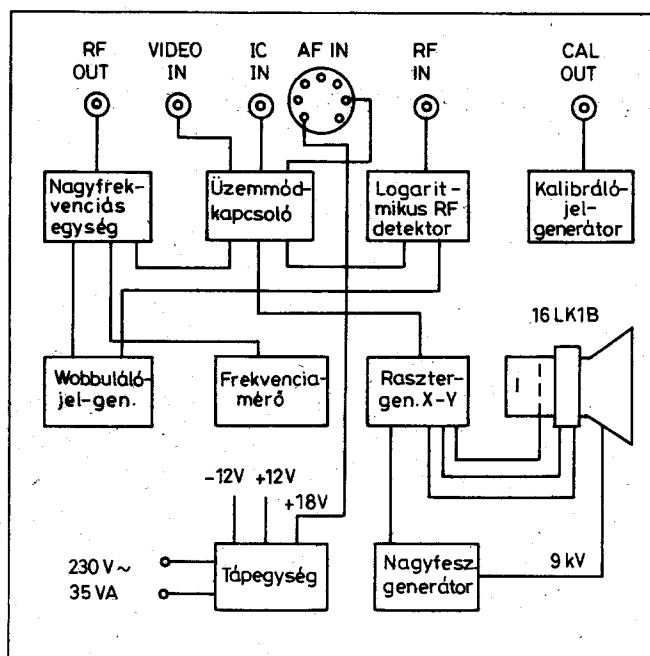 RF
OUT
VIDEO
IN
IC
IN
AF IN
RF
IN
CAL
OUT
Nagyfrek-
venciás
egység
Üzemmód-
kapcsoló
Logarit-
mikus RF
detektor
Kalibráló-
jel-
generátor
16LK1B
Wobbuláló-
jel-gen.
Frekvencia-
mérő
Raszter-
gen. X-Y
-12V
+12V
+18V
230 V~
35 VA
Tápegység
Nagyfesz.
generátor
9 kV